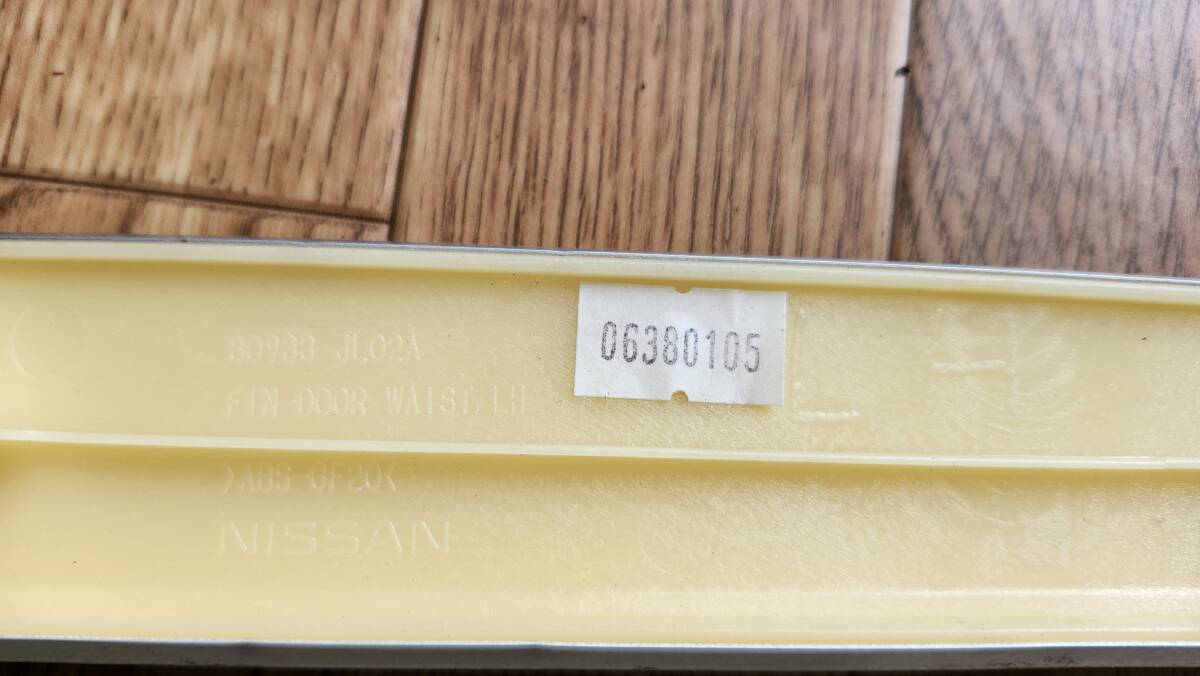 80933 JL02A
FIN-DOOR WAIST, LH
>ABS-GF20<
NISSAN
06380105